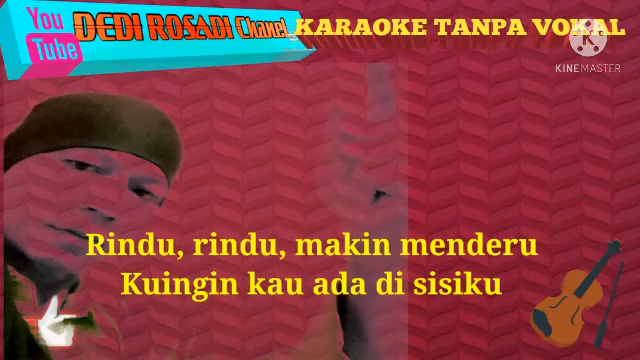 You
Tube
DEDI ROSADI Chanel
KARAOKE TANPA VOKAL
KINEMASTER
Rindu, rindu, makin menderu
Kuingin kau ada di sisiku